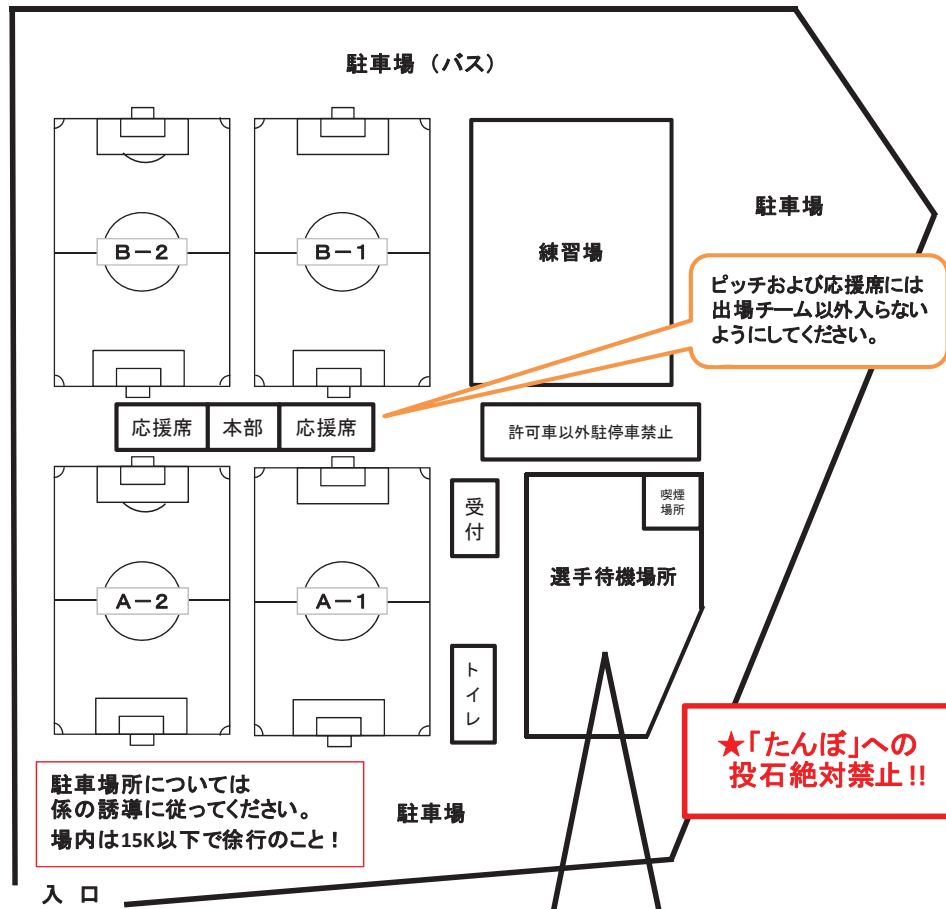 駐車場（バス）
駐車場
B－2
B－1
練習場
ピッチおよび応援席には
出場チーム以外入らない
ようにしてください。
応援席
本部
応援席
許可車以外駐停車禁止
受付
喫煙
場所
選手待機場所
A－2
A－1
トイレ
★「たんぼ」への
投石絶対禁止!!
駐車場所については
係の誘導に従ってください。
場内は15K以下で徐行のこと！
駐車場
入 口